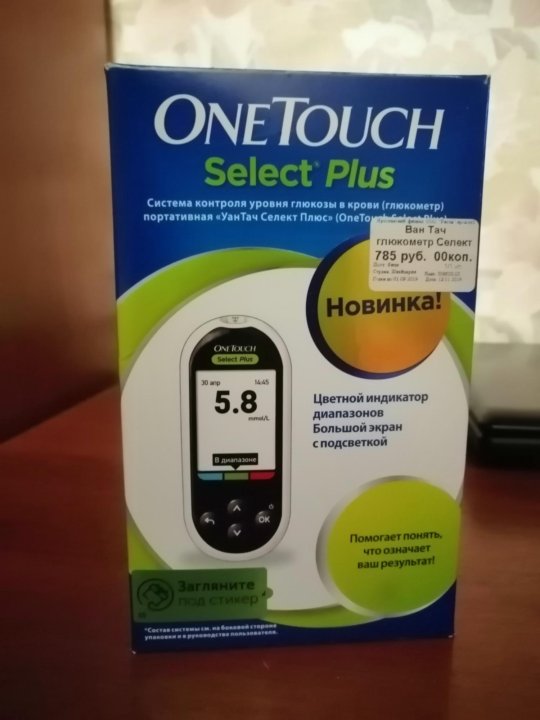 ONETOUCH
Select® Plus
Система контроля уровня глюкозы в крови (глюкометр)
портативная «УанТач Селект Плюс» (OneTouch Select Plus)
Ван Тач
глюкометр Селект
785 руб. 00коп.
Новинка!
ONETOUCH
Select Plus
30 апр 14:45
5.8
mmol/L
В диапазоне
OK
Цветной индикатор
диапазонов
Большой экран
с подсветкой
Помогает понять,
что означает
ваш результат!
Загляните
под стикер
*Состав системы см. на боковой стороне
упаковки и в руководстве пользователя.